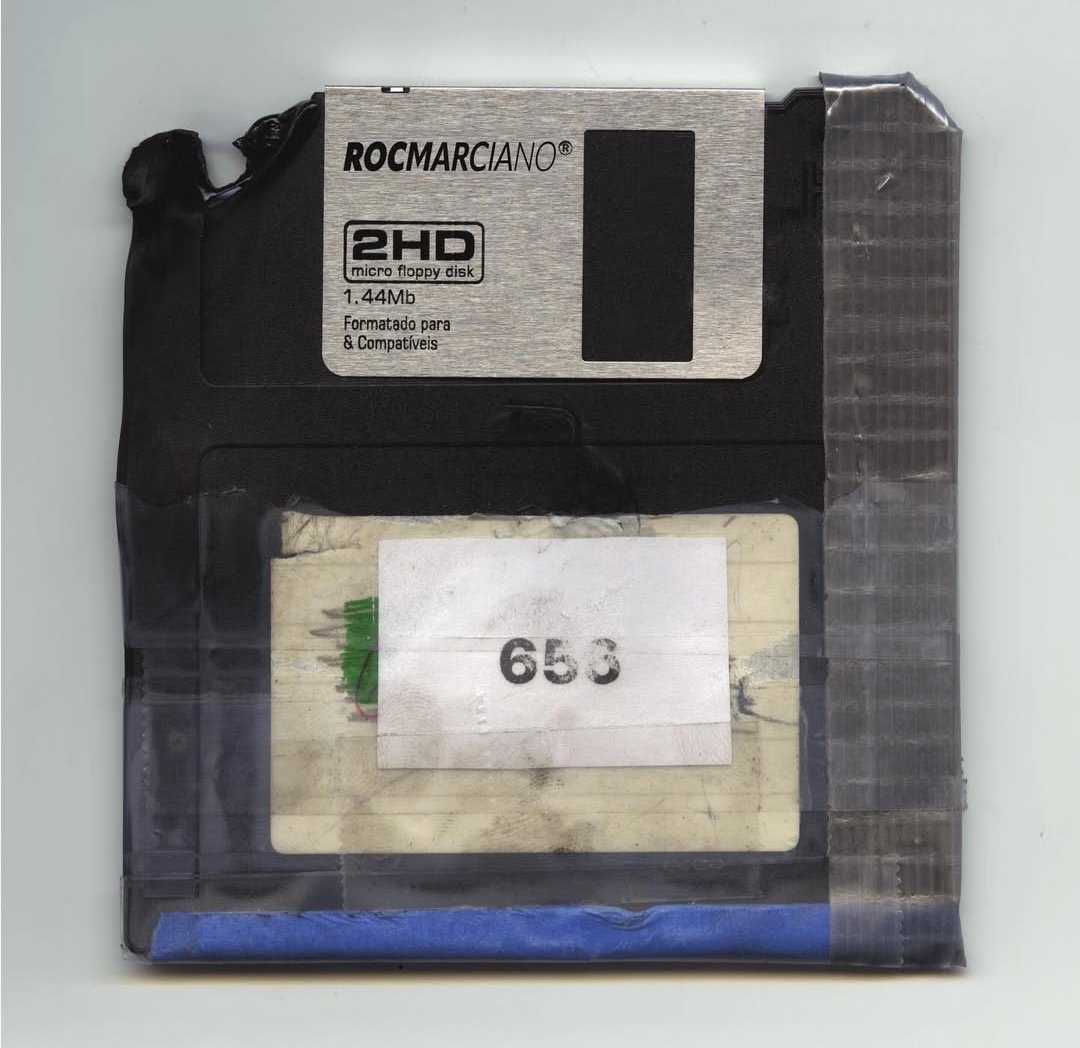 ROCMARCIANO®
2HD
micro floppy disk
1.44Mb
Formatado para
& Compatíveis